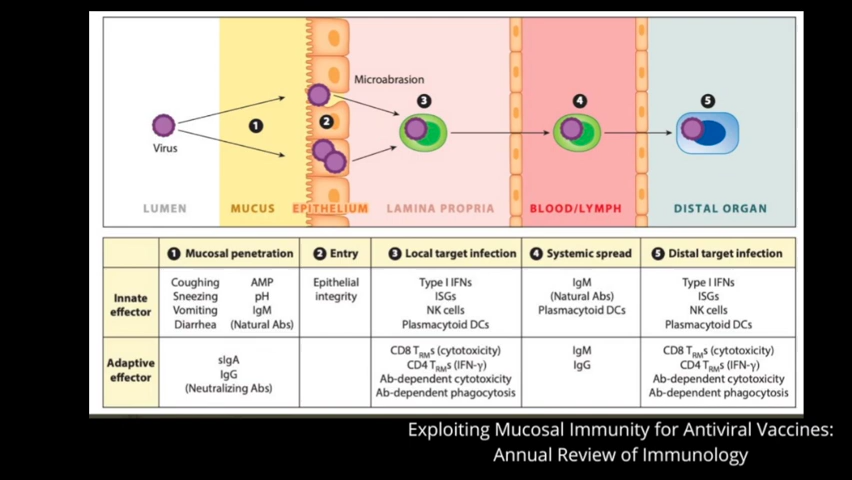 Microabrasion
Virus
1
2
3
4
5
LUMEN
MUCUS
EPITHELIUM
LAMINA PROPRIA
BLOOD/LYMPH
DISTAL ORGAN
1 Mucosal penetration
2 Entry
3 Local target infection
4 Systemic spread
5 Distal target infection
Innate
effector
Coughing
Sneezing
Vomiting
Diarrhea
AMP
pH
IgM
(Natural Abs)
Epithelial
integrity
Type I IFNs
ISGs
NK cells
Plasmacytoid DCs
IgM
(Natural Abs)
Plasmacytoid DCs
Type I IFNs
ISGs
NK cells
Plasmacytoid DCs
Adaptive
effector
sIgA
IgG
(Neutralizing Abs)
CD8 TRMs (cytotoxicity)
CD4 TRMs (IFN-γ)
Ab-dependent cytotoxicity
Ab-dependent phagocytosis
IgM
IgG
CD8 TRMs (cytotoxicity)
CD4 TRMs (IFN-γ)
Ab-dependent cytotoxicity
Ab-dependent phagocytosis
Exploiting Mucosal Immunity for Antiviral Vaccines:
Annual Review of Immunology